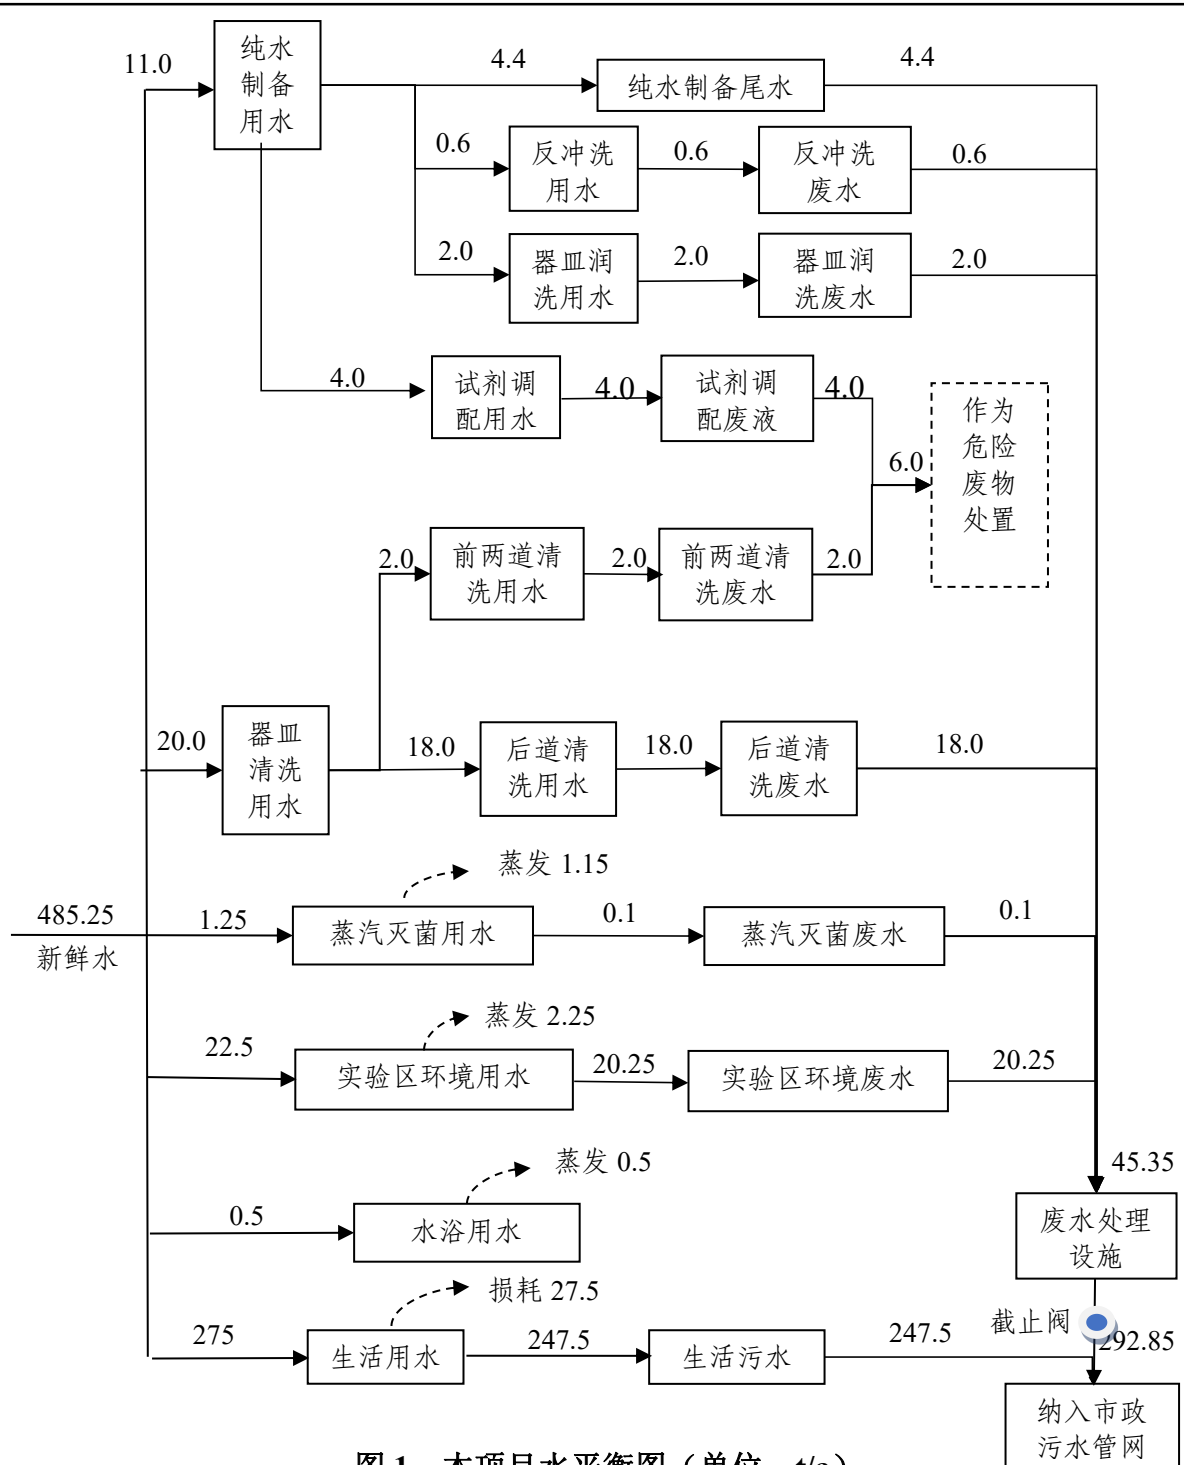 11.0
纯水
制备
用水
4.4
纯水制备尾水
4.4
0.6
反冲洗
用水
0.6
反冲洗
废水
0.6
2.0
器皿润
洗用水
2.0
器皿润
洗废水
2.0
4.0
试剂调
配用水
4.0
试剂调
配废液
4.0
6.0
作为
危险
废物
处置
2.0
前两道清
洗用水
2.0
前两道清
洗废水
2.0
20.0
器皿
清洗
用水
18.0
后道清
洗用水
18.0
后道清
洗废水
18.0
蒸发 1.15
485.25
新鲜水
1.25
蒸汽灭菌用水
0.1
蒸汽灭菌废水
0.1
蒸发 2.25
22.5
实验区环境用水
20.25
实验区环境废水
20.25
蒸发 0.5
45.35
0.5
水浴用水
废水处理
设施
损耗 27.5
275
生活用水
247.5
生活污水
247.5
截止阀
292.85
纳入市政
污水管网
图 1 本项目水平衡图（单位 t/a）